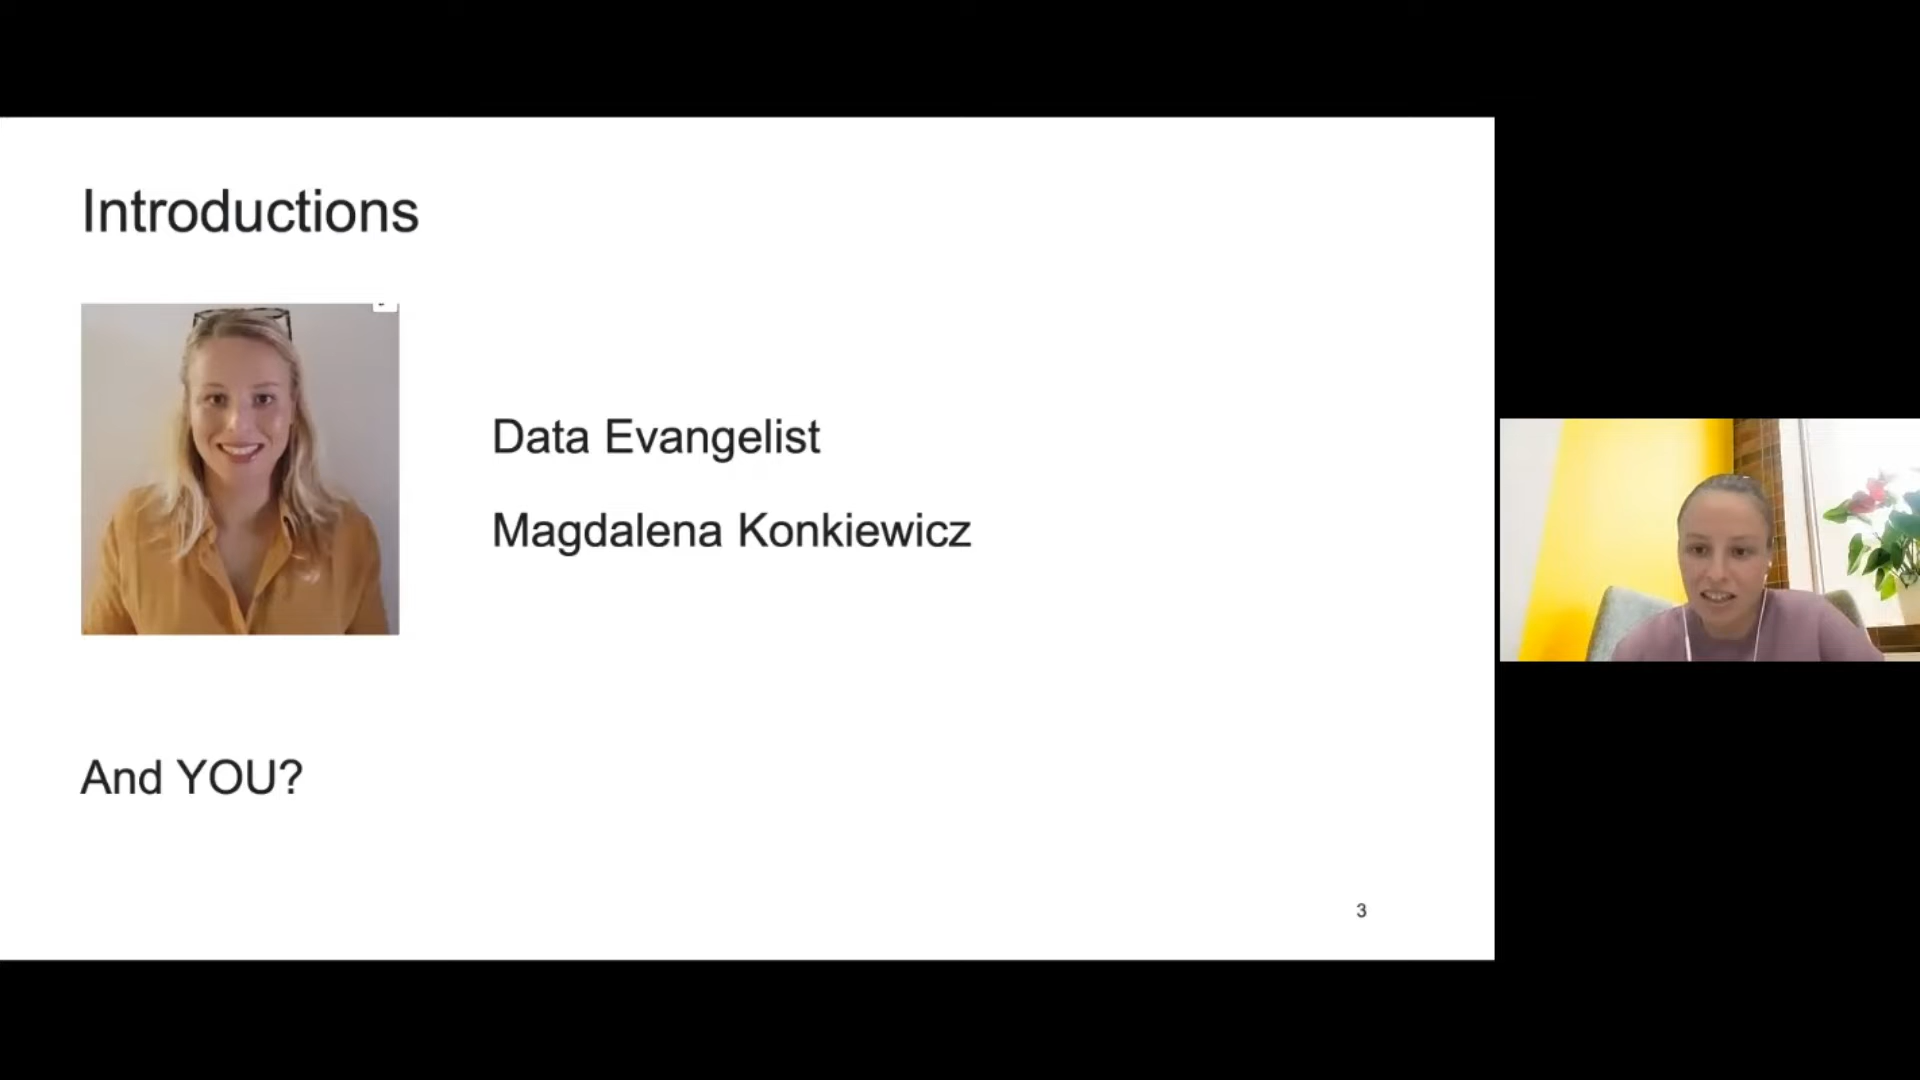 Introductions
Data Evangelist
Magdalena Konkiewicz
And YOU?
3